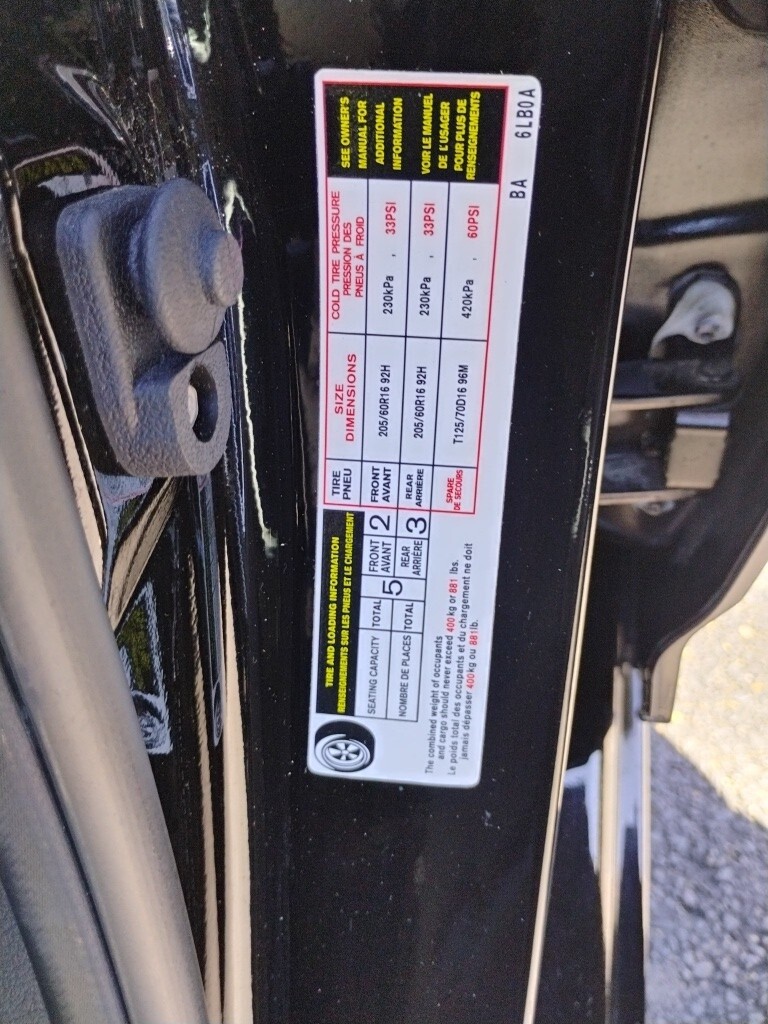 TIRE AND LOADING INFORMATION
RENSEIGNEMENTS SUR LES PNEUS ET LE CHARGEMENT
SEATING CAPACITY
NOMBRE DE PLACES
TOTAL
TOTAL
5
FRONT
AVANT
2
REAR
ARRIÈRE
3
The combined weight of occupants
and cargo should never exceed 400 kg or 881 lbs.
Le poids total des occupants et du chargement ne doit
jamais dépasser 400 kg ou 881 lb.
TIRE
PNEU
SIZE
DIMENSIONS
COLD TIRE PRESSURE
PRESSION DES
PNEUS À FROID
FRONT
AVANT
205/60R16 92H
230kPa , 33PSI
REAR
ARRIÈRE
205/60R16 92H
230kPa , 33PSI
SPARE
DE SECOURS
T125/70D16 96M
420kPa , 60PSI
SEE OWNER'S
MANUAL FOR
ADDITIONAL
INFORMATION
VOIR LE MANUEL
DE L'USAGER
POUR PLUS DE
RENSEIGNEMENTS
BA 6LB0A